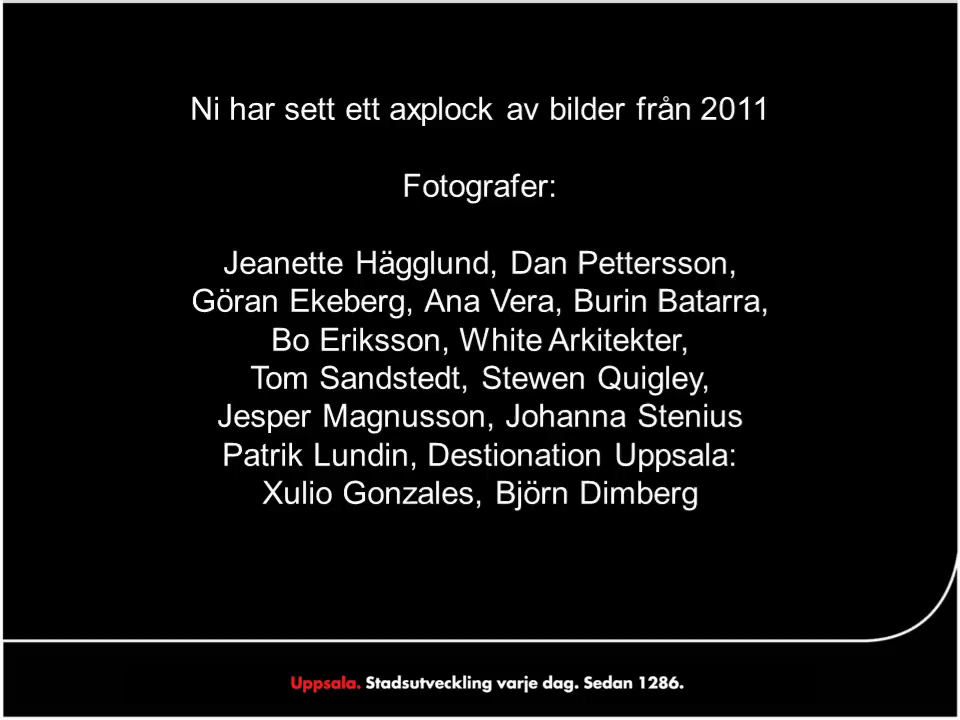 Ni har sett ett axplock av bilder från 2011
Fotografer:
Jeanette Hägglund, Dan Pettersson,
Göran Ekeberg, Ana Vera, Burin Batarra,
Bo Eriksson, White Arkitekter,
Tom Sandstedt, Stewen Quigley,
Jesper Magnusson, Johanna Stenius
Patrik Lundin, Destionation Uppsala:
Xulio Gonzales, Björn Dimberg
Uppsala. Stadsutveckling varje dag. Sedan 1286.